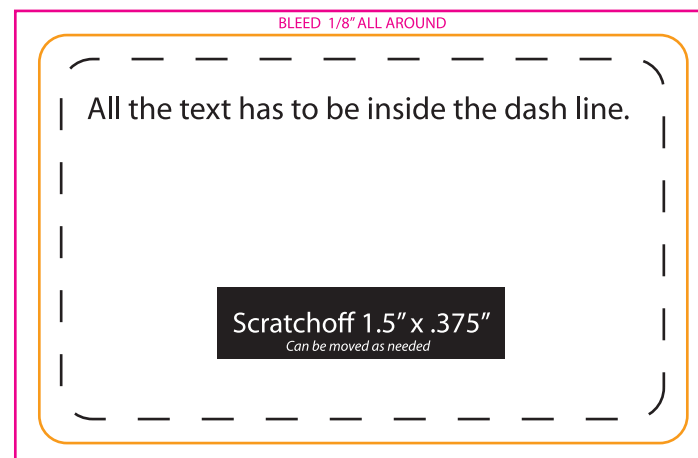 BLEED 1/8” ALL AROUND
All the text has to be inside the dash line.
Scratchoff 1.5” x .375”
Can be moved as needed